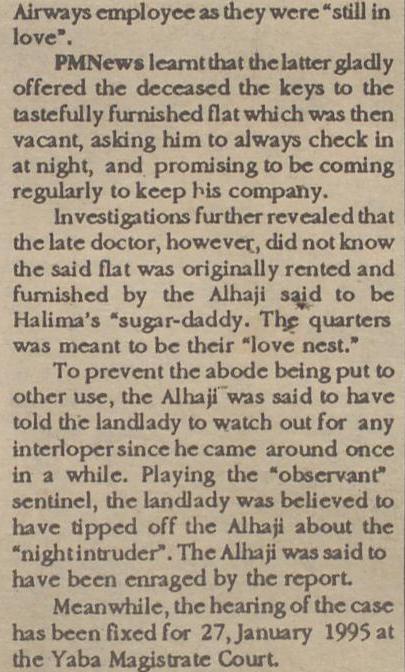 Airways employee as they were "still in
love".
PMNews learnt that the latter gladly
offered the deceased the keys to the
tastefully furnished flat which was then
vacant, asking him to always check in
at night, and promising to be coming
regularly to keep his company.
Investigations further revealed that
the late doctor, however, did not know
the said flat was originally rented and
furnished by the Alhaji said to be
Halima's "sugar-daddy. The quarters
was meant to be their "love nest."
To prevent the abode being put to
other use, the Alhaji was said to have
told the landlady to watch out for any
interloper since he came around once
in a while. Playing the "observant"
sentinel, the landlady was believed to
have tipped off the Alhaji about the
"night intruder". The Alhaji was said to
have been enraged by the report.
Meanwhile, the hearing of the case
has been fixed for 27, January 1995 at
the Yaba Magistrate Court.